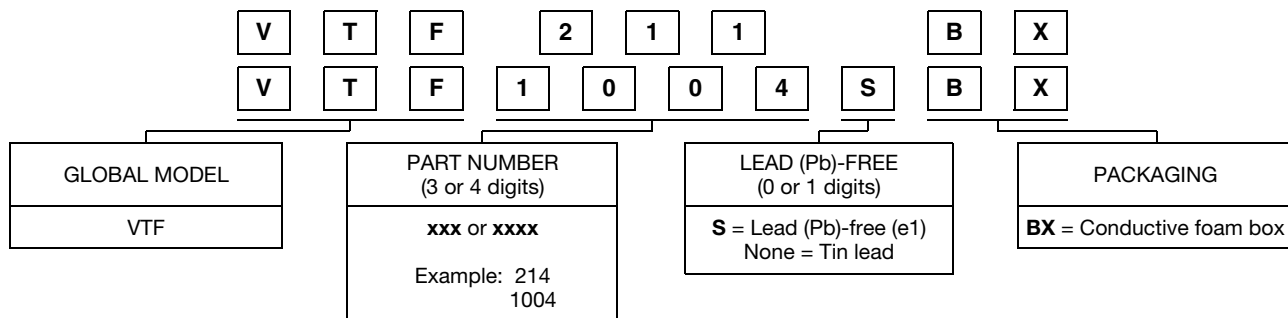 V T F 2 1 1 B X
V T F 1 0 0 4 S B X
GLOBAL MODEL
VTF
PART NUMBER
(3 or 4 digits)
xxx or xxxx
Example: 214
1004
LEAD (Pb)-FREE
(0 or 1 digits)
S = Lead (Pb)-free (e1)
None = Tin lead
PACKAGING
BX = Conductive foam box